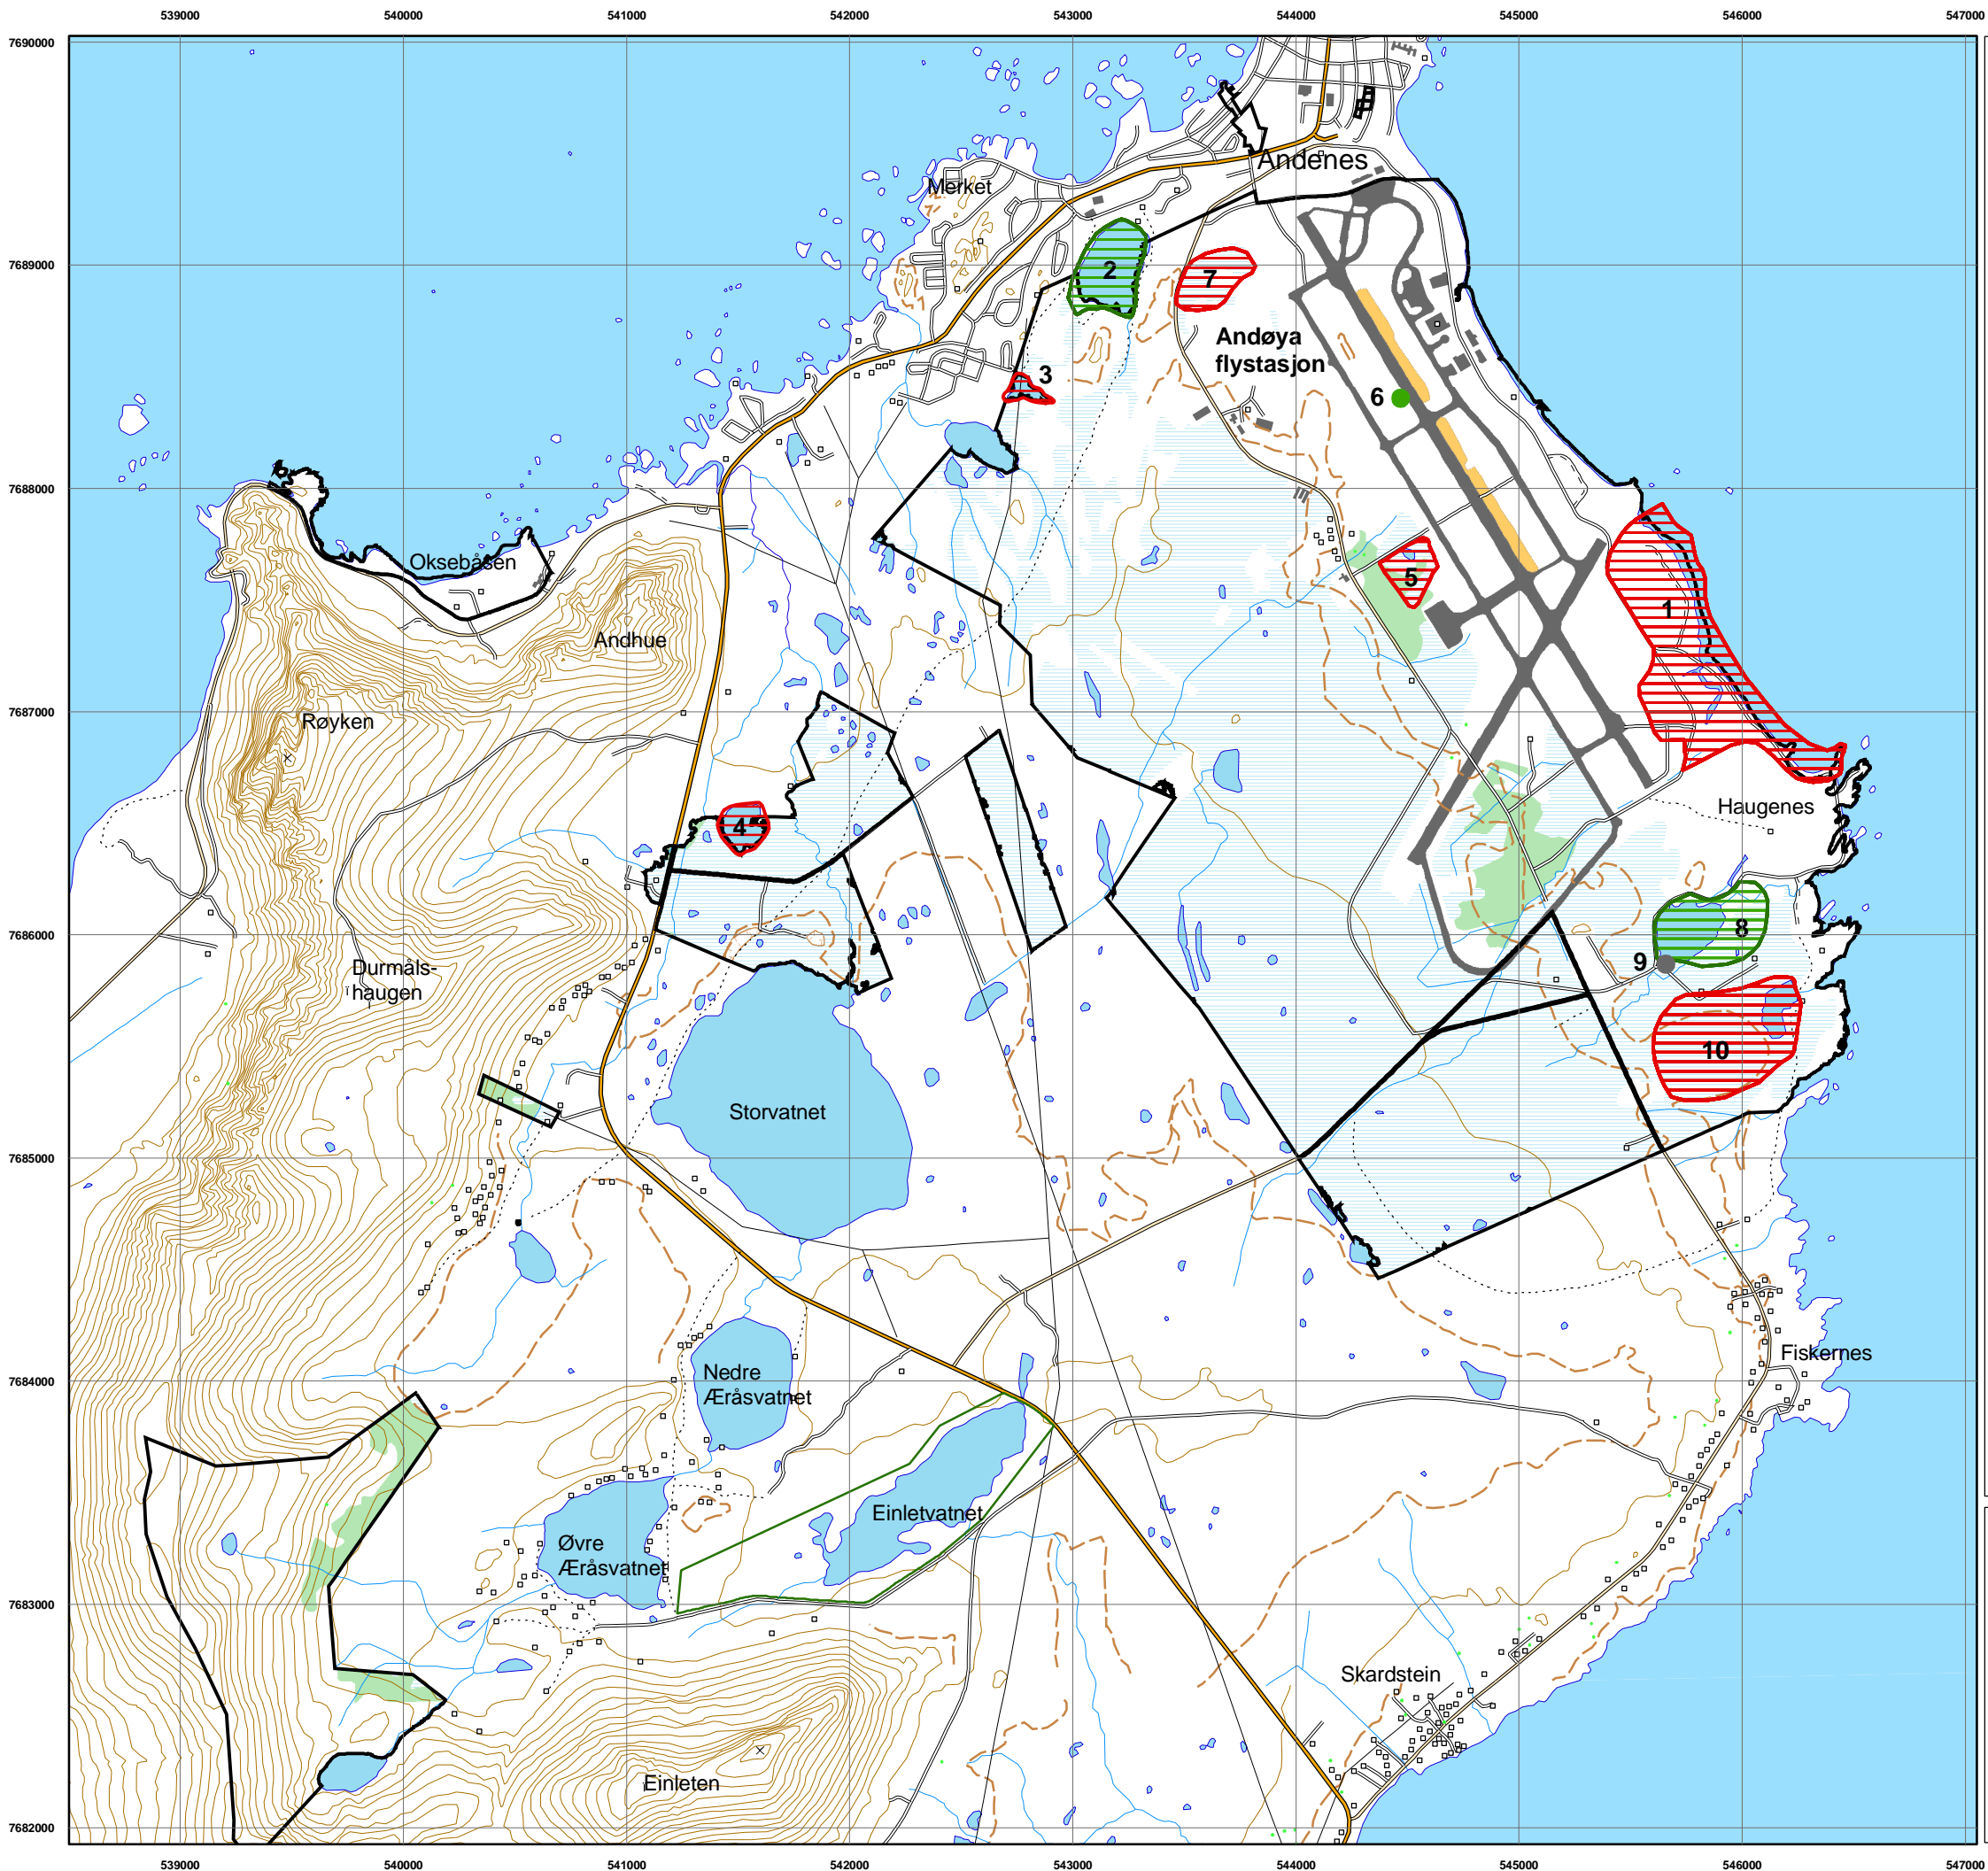 539000 540000 541000 542000 543000 544000 545000 546000 547000
7690000
Andenes
Merket
7689000
2
7
Andøya
flystasjon
3
6
7688000
Oksebåsen
5
1
Andhue
7687000
Røyken
Haugenes
4
8
7686000
9
Durmåls-
haugen
10
Storvatnet
7685000
Fiskernes
7684000
Nedre
Æråsvatnet
Einletvatnet
Øvre
Æråsvatnet
7683000
Skardstein
Einleten
7682000
539000 540000 541000 542000 543000 544000 545000 546000 547000